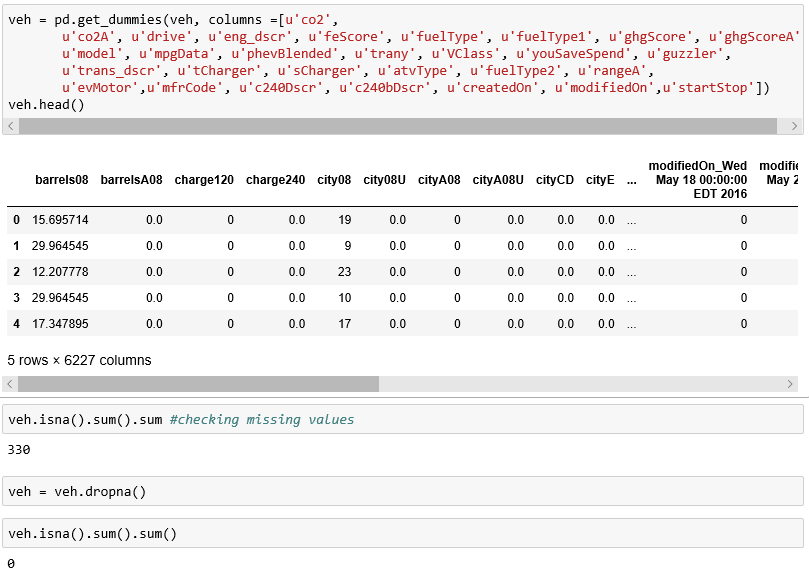 veh = pd.get_dummies(veh, columns =[u'co2',
u'co2A', u'drive', u'eng_dscr', u'feScore', u'fuelType', u'fuelType1', u'ghgScore', u'ghgScoreA'
u'model', u'mpgData', u'phevBlended', u'trany', u'VClass', u'youSaveSpend', u'guzzler',
u'trans_dscr', u'tCharger', u'sCharger', u'atvType', u'fuelType2', u'rangeA',
u'evMotor',u'mfrCode', u'c240Dscr', u'c240bDscr', u'createdOn', u'modifiedOn',u'startStop'])
veh.head()
barrels08 barrelsA08 charge120 charge240 city08 city08U cityA08 cityA08U cityCD cityE ... modifiedOn_Wed May 18 00:00:00 EDT 2016 modifie May 2
0 15.695714 0.0 0 0.0 19 0.0 0 0.0 0.0 0.0 ... 0
1 29.964545 0.0 0 0.0 9 0.0 0 0.0 0.0 0.0 ... 0
2 12.207778 0.0 0 0.0 23 0.0 0 0.0 0.0 0.0 ... 0
3 29.964545 0.0 0 0.0 10 0.0 0 0.0 0.0 0.0 ... 0
4 17.347895 0.0 0 0.0 17 0.0 0 0.0 0.0 0.0 ... 0
5 rows × 6227 columns
veh.isna().sum().sum #checking missing values
330
veh = veh.dropna()
veh.isna().sum().sum()
0